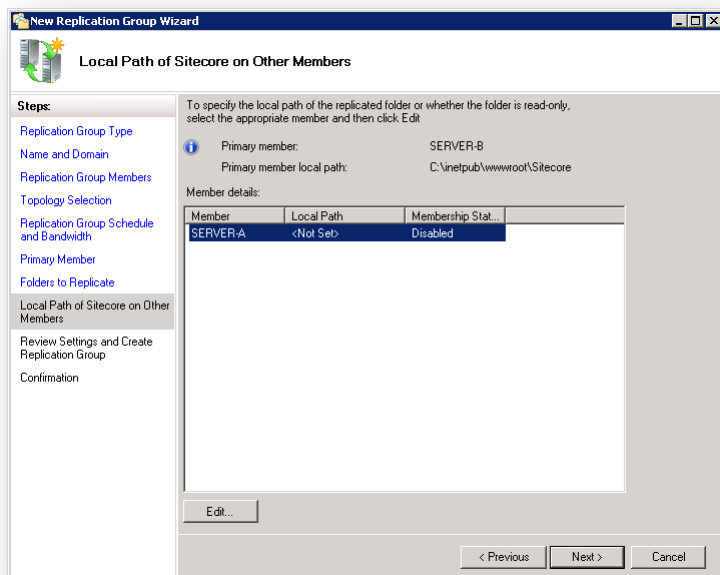 New Replication Group Wizard
Local Path of Sitecore on Other Members
Steps:
Replication Group Type
Name and Domain
Replication Group Members
Topology Selection
Replication Group Schedule
and Bandwidth
Primary Member
Folders to Replicate
Local Path of Sitecore on Other
Members
Review Settings and Create
Replication Group
Confirmation
To specify the local path of the replicated folder or whether the folder is read-only,
select the appropriate member and then click Edit
Primary member: SERVER-B
Primary member local path: C:\inetpub\wwwroot\Sitecore
Member details:
Member Local Path Membership Stat...
SERVER-A <Not Set> Disabled
Edit...
< Previous Next > Cancel